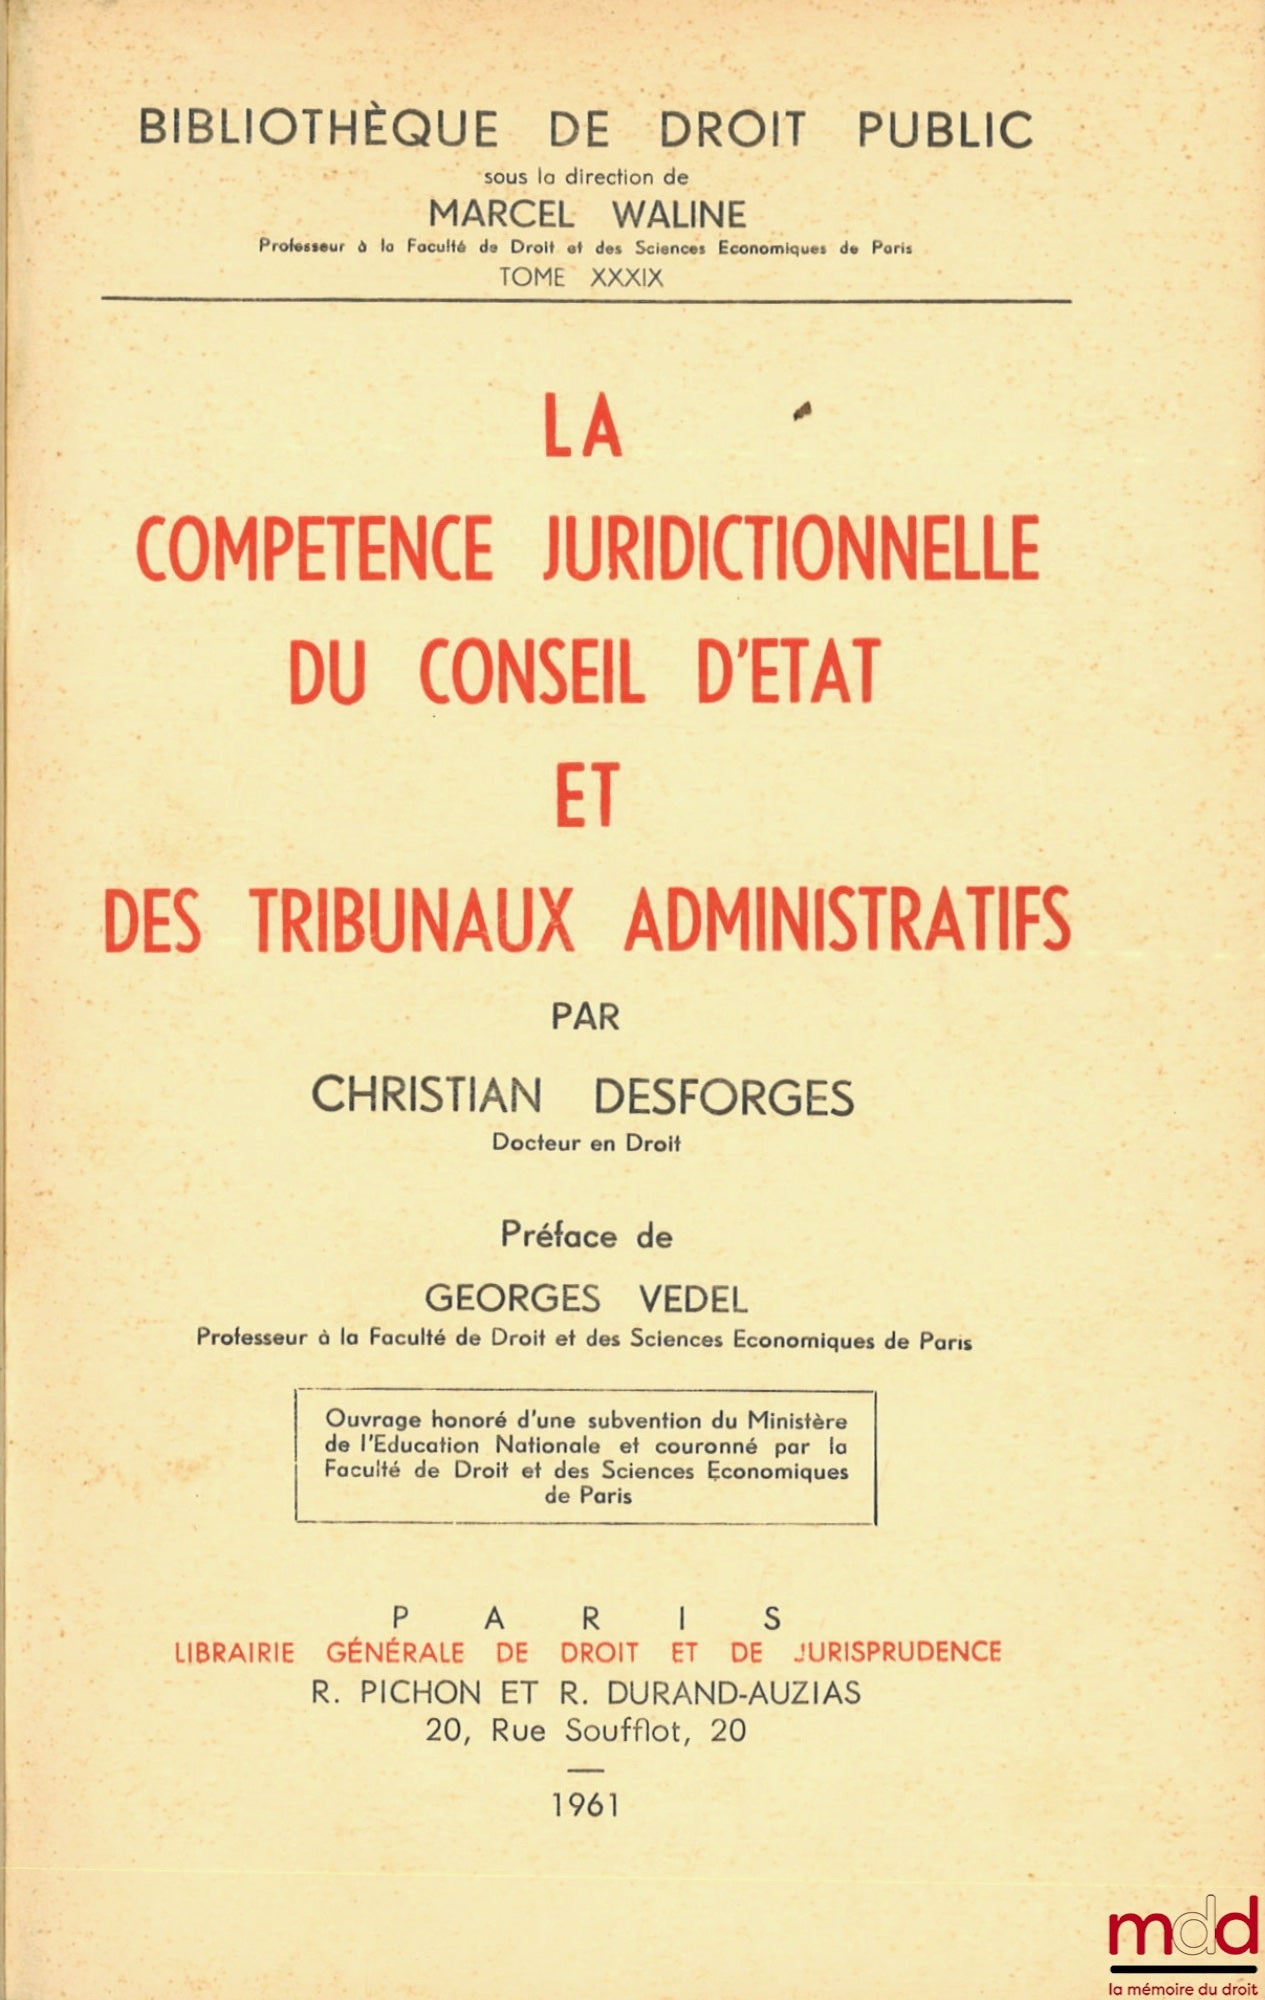 BIBLIOTHÈQUE DE DROIT PUBLIC
sous la direction de
MARCEL WALINE
Professeur à la Faculté de Droit et des Sciences Economiques de Paris
TOME XXXIX
LA
COMPETENCE JURIDICTIONNELLE
DU CONSEIL D'ETAT
ET
DES TRIBUNAUX ADMINISTRATIFS
PAR
CHRISTIAN DESFORGES
Docteur en Droit
Préface de
GEORGES VEDEL
Professeur à la Faculté de Droit et des Sciences Economiques de Paris
Ouvrage honoré d'une subvention du Ministère
de l'Education Nationale et couronné par la
Faculté de Droit et des Sciences Economiques
de Paris
PARIS
LIBRAIRIE GÉNÉRALE DE DROIT ET DE JURISPRUDENCE
R. PICHON ET R. DURAND-AUZIAS
20, Rue Soufflot, 20
1961
mdd
la mémoire du droit